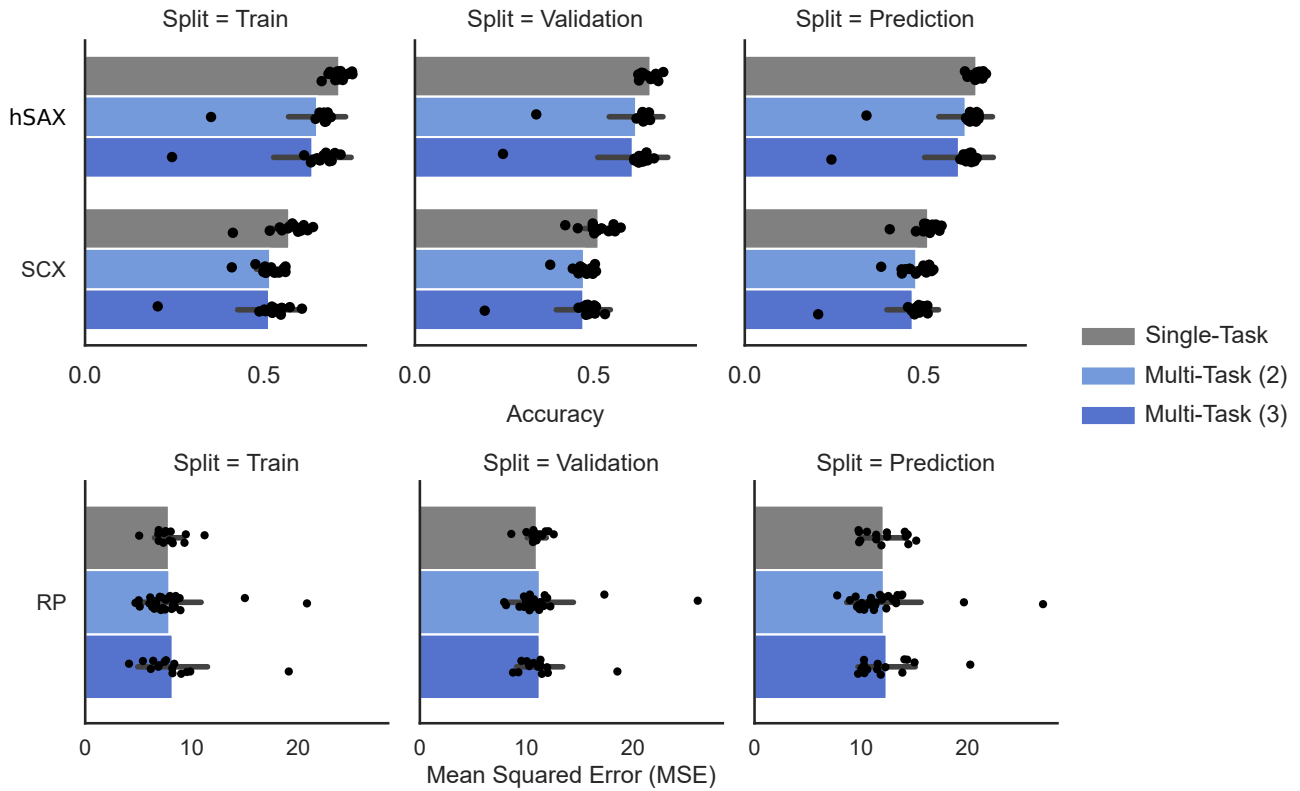 Split = Train
Split = Validation
Split = Prediction
hSAX
SCX
0.0
0.5
0.0
0.5
0.0
0.5
Accuracy
Single-Task
Multi-Task (2)
Multi-Task (3)
Split = Train
Split = Validation
Split = Prediction
RP
0
10
20
0
10
20
0
10
20
Mean Squared Error (MSE)